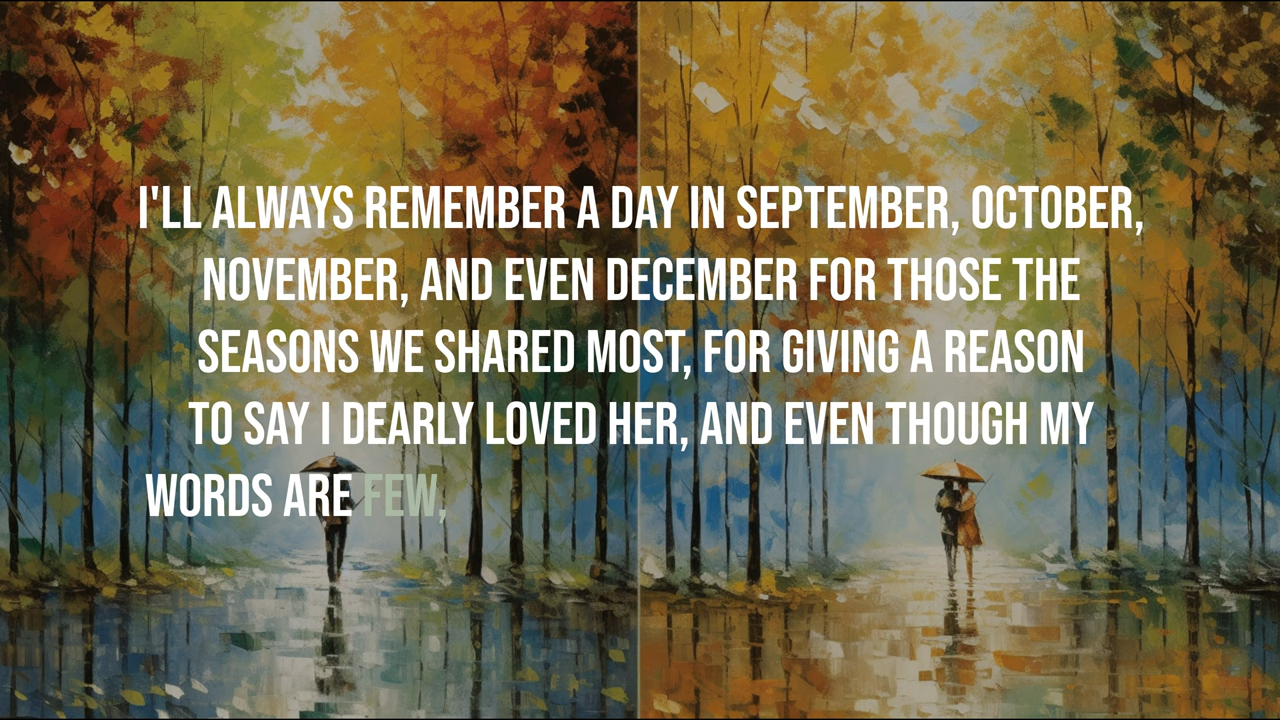 I'LL ALWAYS REMEMBER A DAY IN SEPTEMBER, OCTOBER,
NOVEMBER, AND EVEN DECEMBER FOR THOSE THE
SEASONS WE SHARED MOST, FOR GIVING A REASON
TO SAY I DEARLY LOVED HER, AND EVEN THOUGH MY
WORDS ARE FEW,